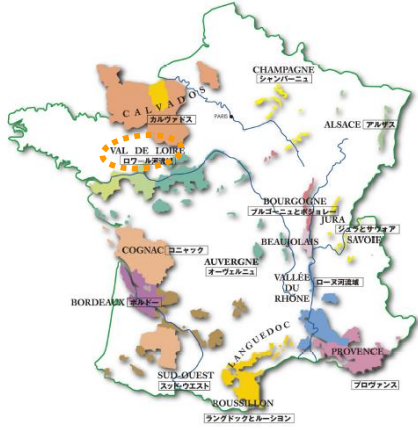 CHAMPAGNE
シャンパーニュ
CALVADOS
カルヴァドス
PARIS
ALSACE アルザス
VAL DE LOIRE
ロワール河流域
BOURGOGNE
ブルゴーニュとボジョレー
JURA
ジュラとサヴォア
SAVOIE
BEAUJOLAIS
COGNAC コニャック
AUVERGNE
オーヴェルニュ
VALLÉE
DU
RHÔNE
ローヌ河流域
BORDEAUX ボルドー
LANGUEDOC
PROVENCE
プロヴァンス
SUD-OUEST
スッド・ウエスト
ROUSSILLON
ラングドックとルーション